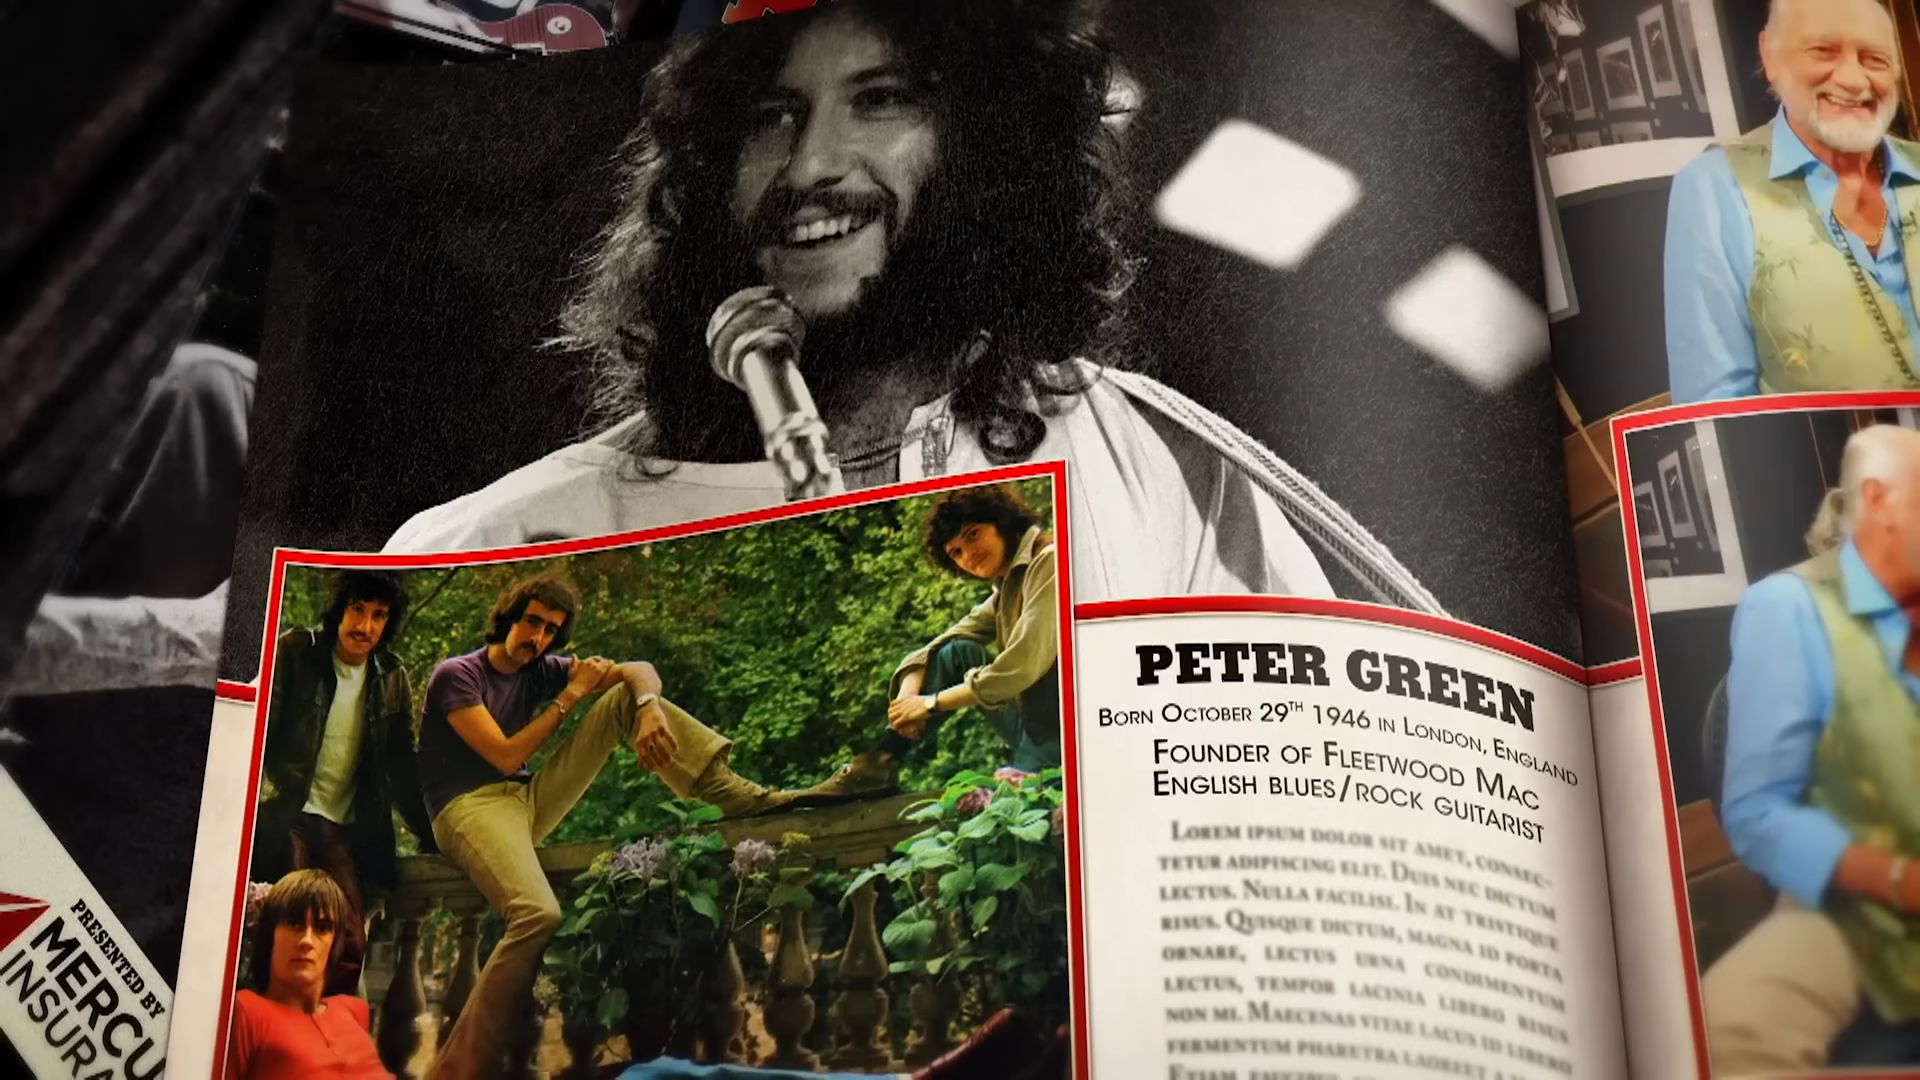 PETER GREEN
BORN OCTOBER 29TH 1946 IN LONDON, ENGLAND
FOUNDER OF FLEETWOOD MAC
ENGLISH BLUES/ROCK GUITARIST
LOREM IPSUM DOLOR SIT AMET, CONSEC-
TETUR ADIPISCING ELIT. DUIS NEC DICTUM
LECTUS. NULLA FACILISI. IN AT TRISTIQUE
RISUS. QUISQUE DICTUM, MAGNA ID PORTA
ORNARE, LECTUS URNA CONDIMENTUM
LECTUS, TEMPOR LACINIA LIBERO RISUS
NON MI. MAECENAS VITAE LACUS ID LIBERO
FERMENTUM PHARETRA LAOREET
ETIAM FAUCIBUS
PRESENTED BY
MERCU
INSURA